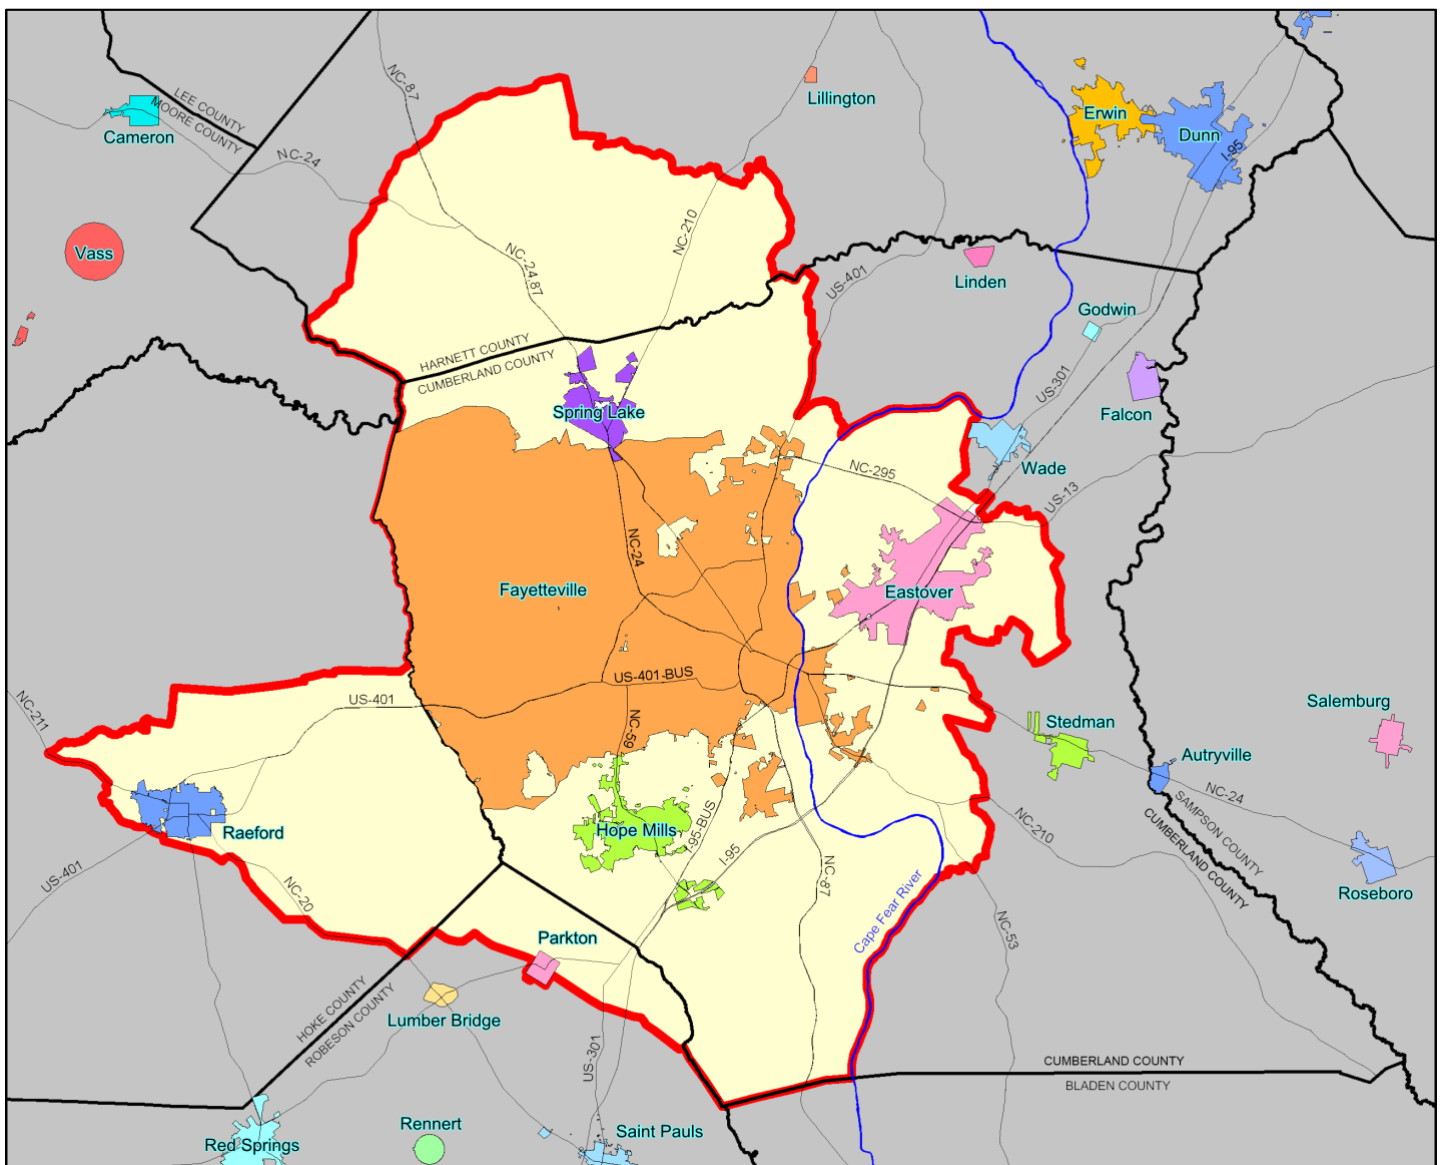 NC-87
LEE COUNTY
MOORE COUNTY
Cameron
NC-24
Lillington
Erwin
Dunn
I-95
Vass
NC-210
NC-24,87
US-401
Linden
Godwin
HARNETT COUNTY
CUMBERLAND COUNTY
US-301
Falcon
Spring Lake
Wade
NC-295
US-13
NC-24
Fayetteville
Eastover
US-401-BUS
US-401
NC-211
NC-59
Stedman
Salemburg
Autryville
NC-24
SAMPSON COUNTY
CUMBERLAND COUNTY
Raeford
Hope Mills
I-95-BUS
I-95
NC-210
US-401
NC-20
NC-87
Cape Fear River
Roseboro
NC-53
Parkton
HOKE COUNTY
ROBESON COUNTY
Lumber Bridge
US-301
CUMBERLAND COUNTY
BLADEN COUNTY
Red Springs
Rennert
Saint Pauls